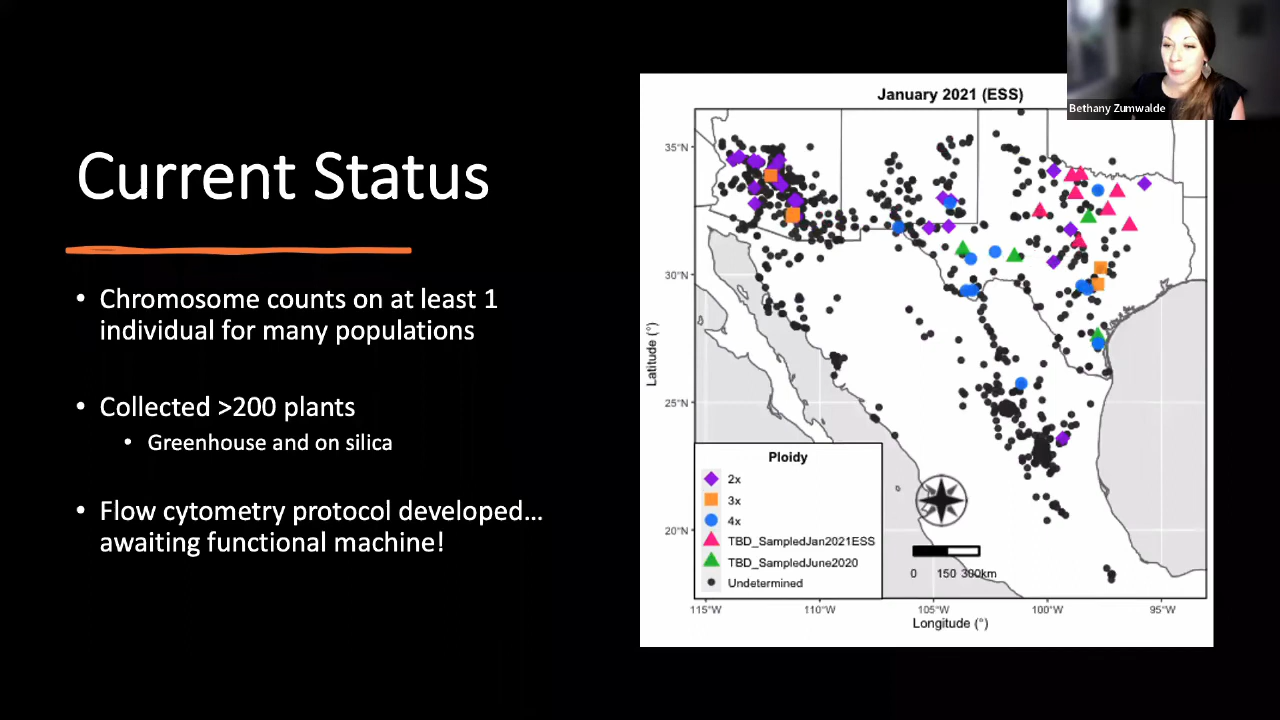 Current Status
• Chromosome counts on at least 1
individual for many populations
• Collected >200 plants
• Greenhouse and on silica
• Flow cytometry protocol developed…
awaiting functional machine!
Bethany Zumwalde
January 2021 (ESS)
35°N
30°N
25°N
20°N
Latitude (°)
Ploidy
2x
3x
4x
TBD_SampledJan2021ESS
TBD_SampledJune2020
Undetermined
0 150 300km
115°W 110°W 105°W 100°W 95°W
Longitude (°)